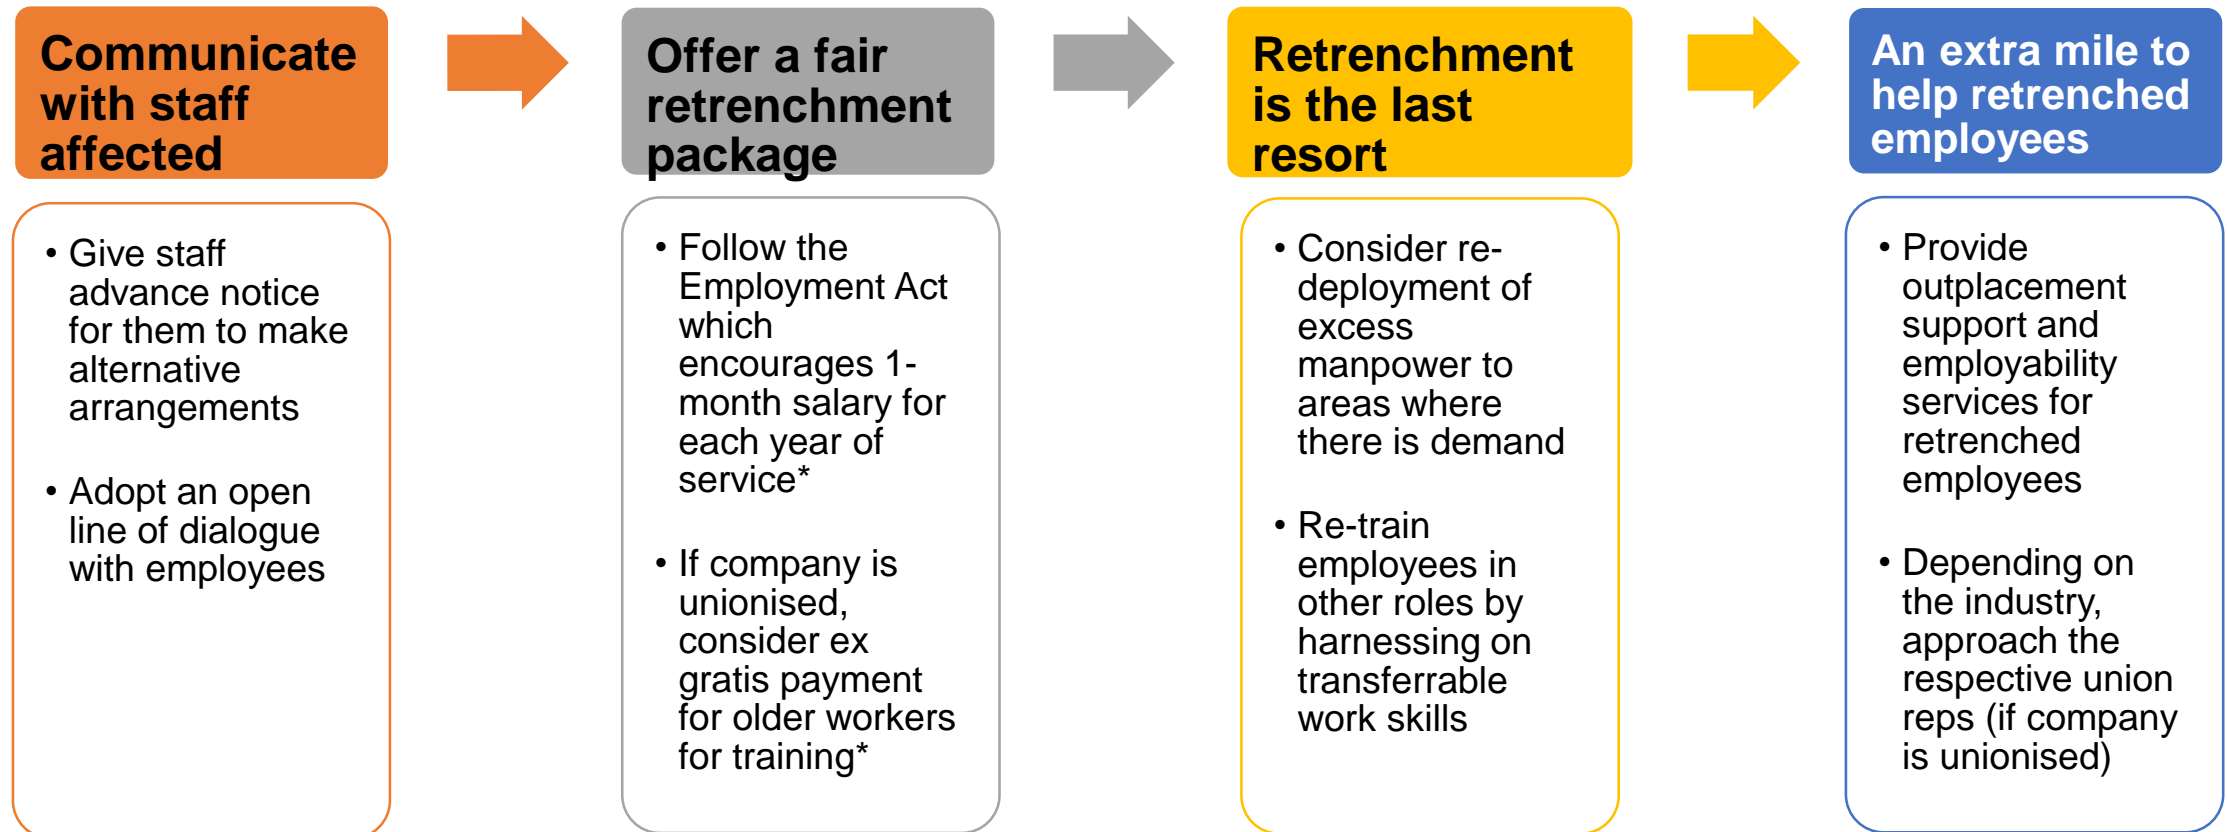 Communicate
with staff
affected
• Give staff
advance notice
for them to make
alternative
arrangements
• Adopt an open
line of dialogue
with employees
Offer a fair
retrenchment
package
• Follow the
Employment Act
which
encourages 1-
month salary for
each year of
service*
• If company is
unionised,
consider ex
gratis payment
for older workers
for training*
Retrenchment
is the last
resort
• Consider re-
deployment of
excess
manpower to
areas where
there is demand
• Re-train
employees in
other roles by
harnessing on
transferrable
work skills
An extra mile to
help retrenched
employees
• Provide
outplacement
support and
employability
services for
retrenched
employees
• Depending on
the industry,
approach the
respective union
reps (if company
is unionised)